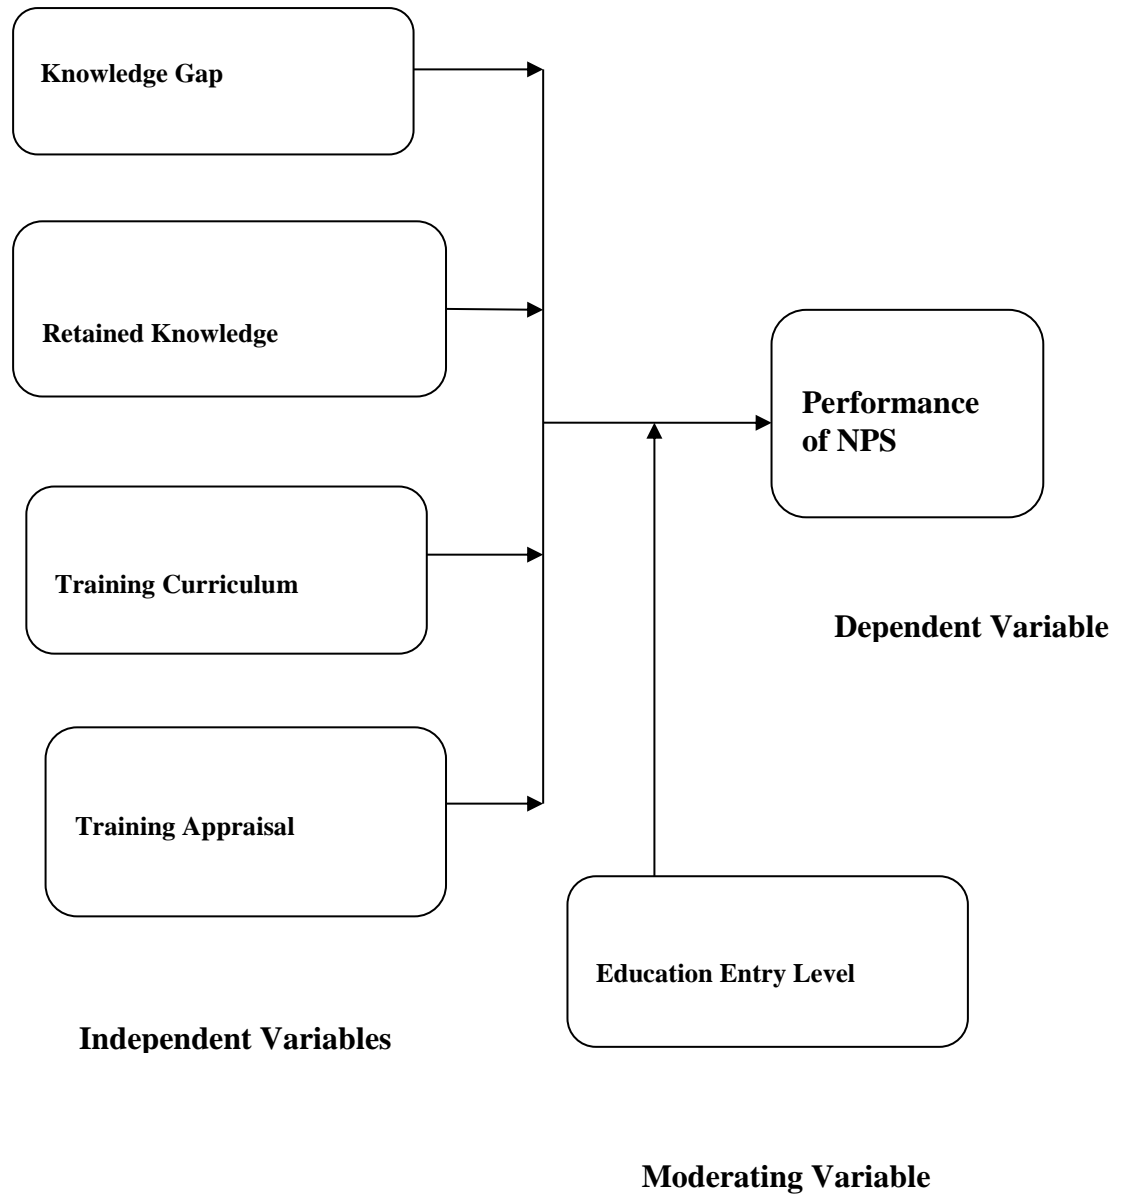 Knowledge Gap
Retained Knowledge
Performance
of NPS
Training Curriculum
Dependent Variable
Training Appraisal
Education Entry Level
Independent Variables
Moderating Variable